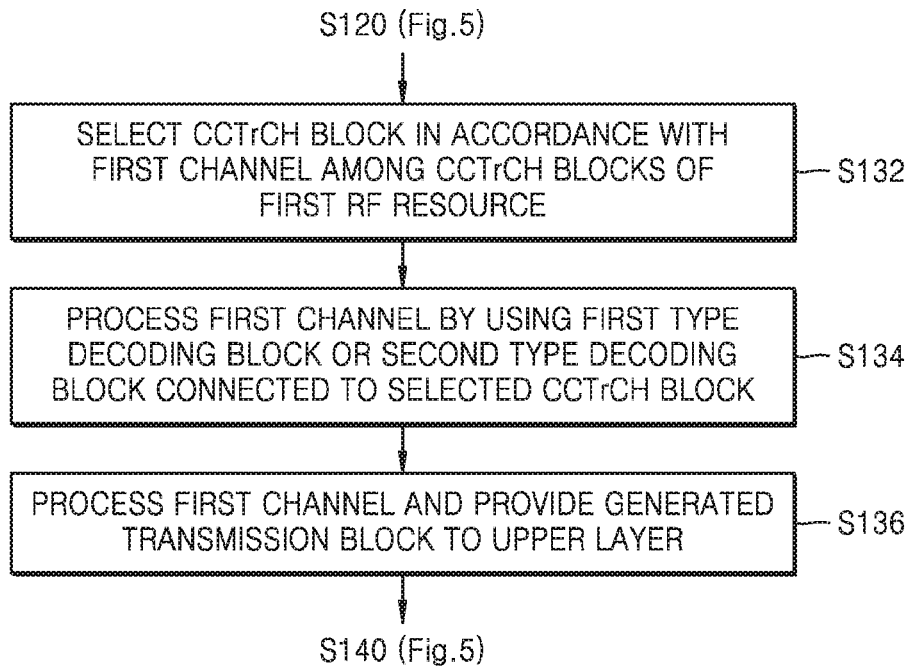 S120 (Fig.5)
SELECT CCTrCH BLOCK IN ACCORDANCE WITH
FIRST CHANNEL AMONG CCTrCH BLOCKS OF
FIRST RF RESOURCE
S132
PROCESS FIRST CHANNEL BY USING FIRST TYPE
DECODING BLOCK OR SECOND TYPE DECODING
BLOCK CONNECTED TO SELECTED CCTrCH BLOCK
S134
PROCESS FIRST CHANNEL AND PROVIDE GENERATED
TRANSMISSION BLOCK TO UPPER LAYER
S136
S140 (Fig.5)